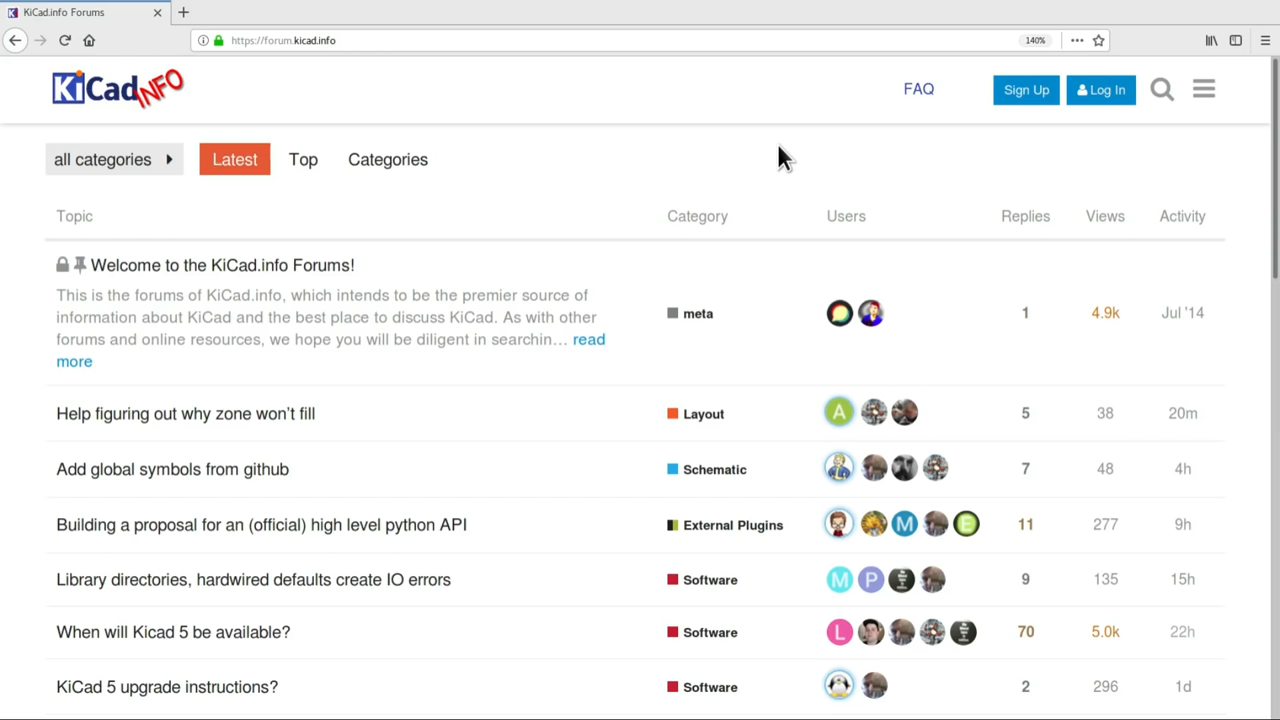 KiCad.info Forums
https://forum.kicad.info
140%
KiCad INFO
FAQ
Sign Up
Log In
all categories
Latest
Top
Categories
Topic
Category
Users
Replies
Views
Activity
Welcome to the KiCad.info Forums!
This is the forums of KiCad.info, which intends to be the premier source of
information about KiCad and the best place to discuss KiCad. As with other
forums and online resources, we hope you will be diligent in searchin… read
more
meta
1
4.9k
Jul '14
Help figuring out why zone won't fill
Layout
A
5
38
20m
Add global symbols from github
Schematic
7
48
4h
Building a proposal for an (official) high level python API
External Plugins
M
E
11
277
9h
Library directories, hardwired defaults create IO errors
Software
M
P
9
135
15h
When will Kicad 5 be available?
Software
L
70
5.0k
22h
KiCad 5 upgrade instructions?
Software
2
296
1d